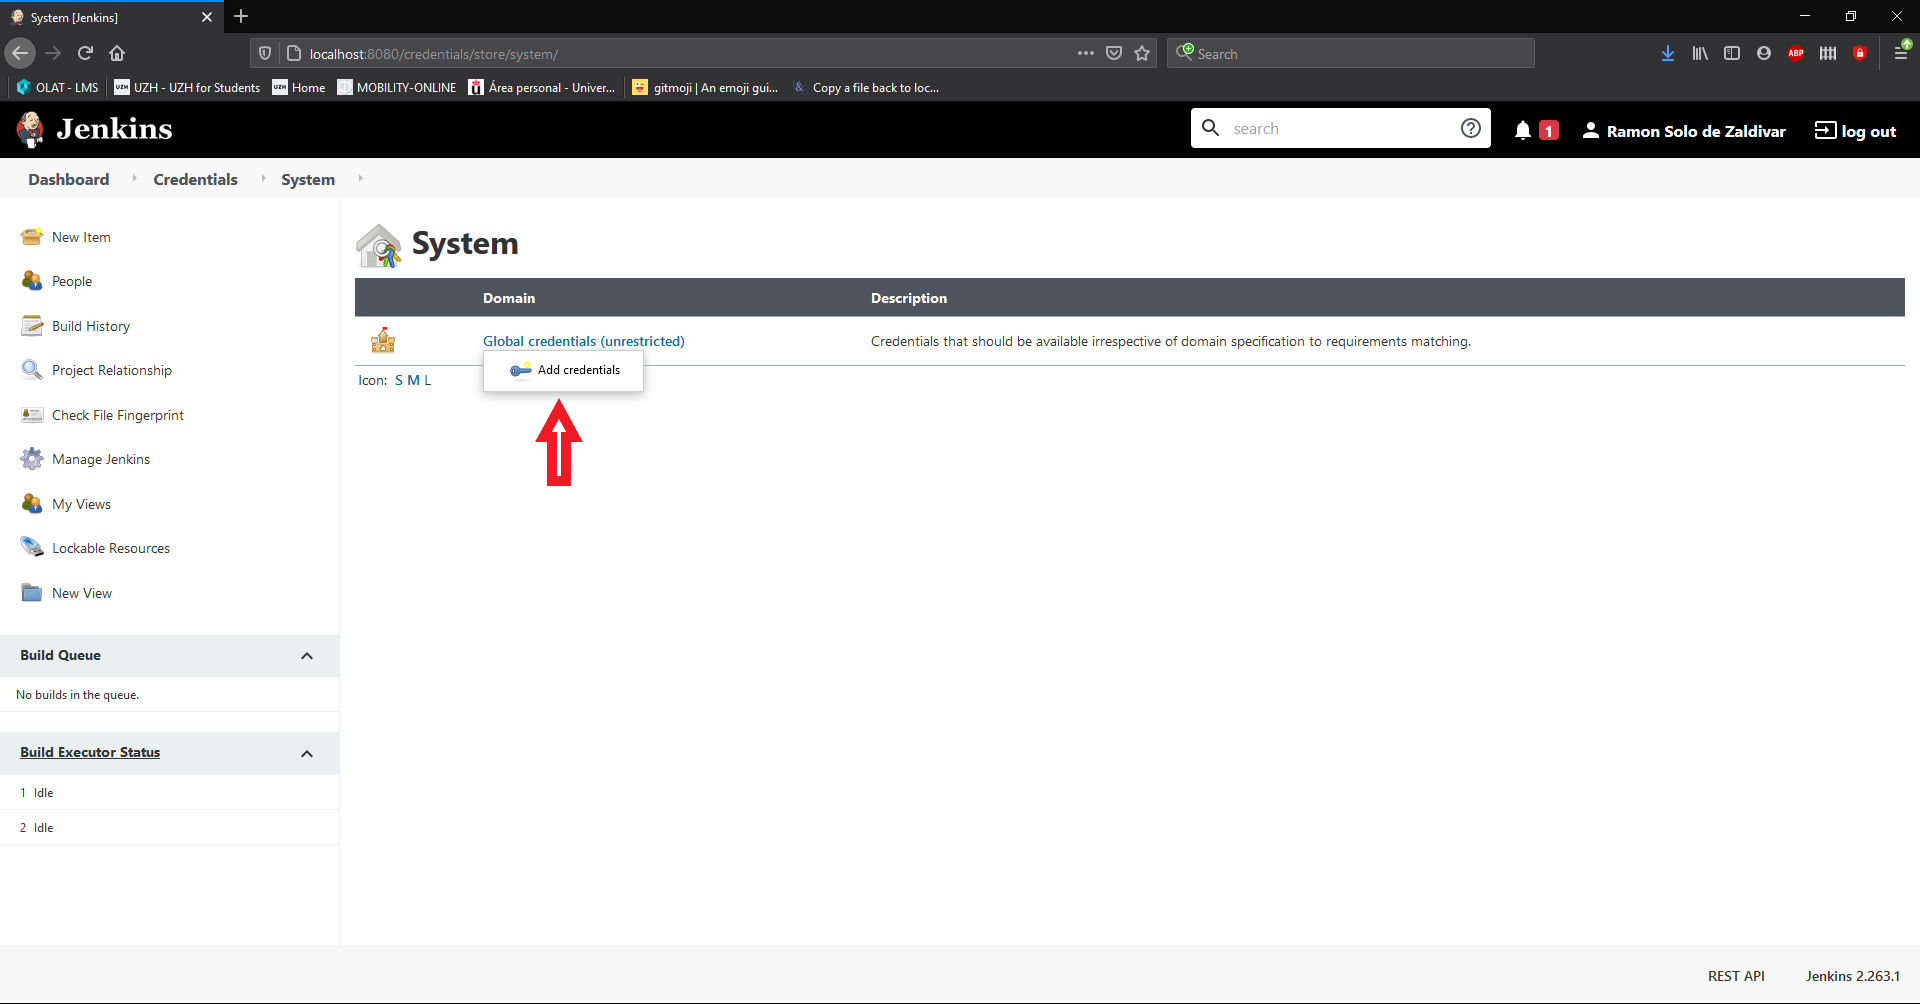 System [Jenkins]
localhost:8080/credentials/store/system/
Search
ABP
OLAT - LMS
UZH UZH - UZH for Students
UZH Home
MOBILITY-ONLINE
Área personal - Univer...
gitmoji | An emoji gui...
& Copy a file back to loc...
Jenkins
search
1
Ramon Solo de Zaldivar
log out
Dashboard
Credentials
System
New Item
People
Build History
Project Relationship
Check File Fingerprint
Manage Jenkins
My Views
Lockable Resources
New View
Build Queue
No builds in the queue.
Build Executor Status
1 Idle
2 Idle
System
Domain
Description
Global credentials (unrestricted)
Credentials that should be available irrespective of domain specification to requirements matching.
Add credentials
Icon: S M L
REST API
Jenkins 2.263.1